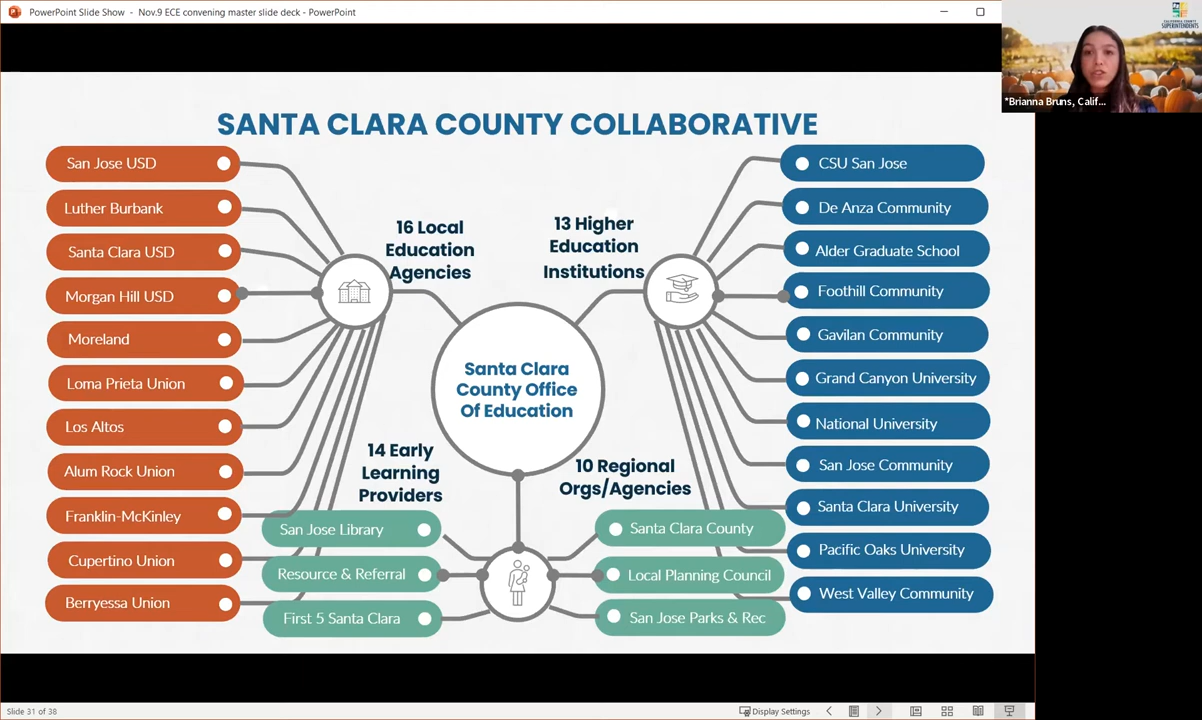 PowerPoint Slide Show - Nov.9 ECE convening master slide deck - PowerPoint
CALIFORNIA COUNTY
SUPERINTENDENTS
*Brianna Bruns, Calif...
SANTA CLARA COUNTY COLLABORATIVE
San Jose USD
Luther Burbank
Santa Clara USD
Morgan Hill USD
Moreland
Loma Prieta Union
Los Altos
Alum Rock Union
Franklin-McKinley
Cupertino Union
Berryessa Union
16 Local
Education
Agencies
13 Higher
Education
Institutions
Santa Clara
County Office
Of Education
14 Early
Learning
Providers
10 Regional
Orgs/Agencies
San Jose Library
Resource & Referral
First 5 Santa Clara
Santa Clara County
Local Planning Council
San Jose Parks & Rec
CSU San Jose
De Anza Community
Alder Graduate School
Foothill Community
Gavilan Community
Grand Canyon University
National University
San Jose Community
Santa Clara University
Pacific Oaks University
West Valley Community
Slide 31 of 38
Display Settings